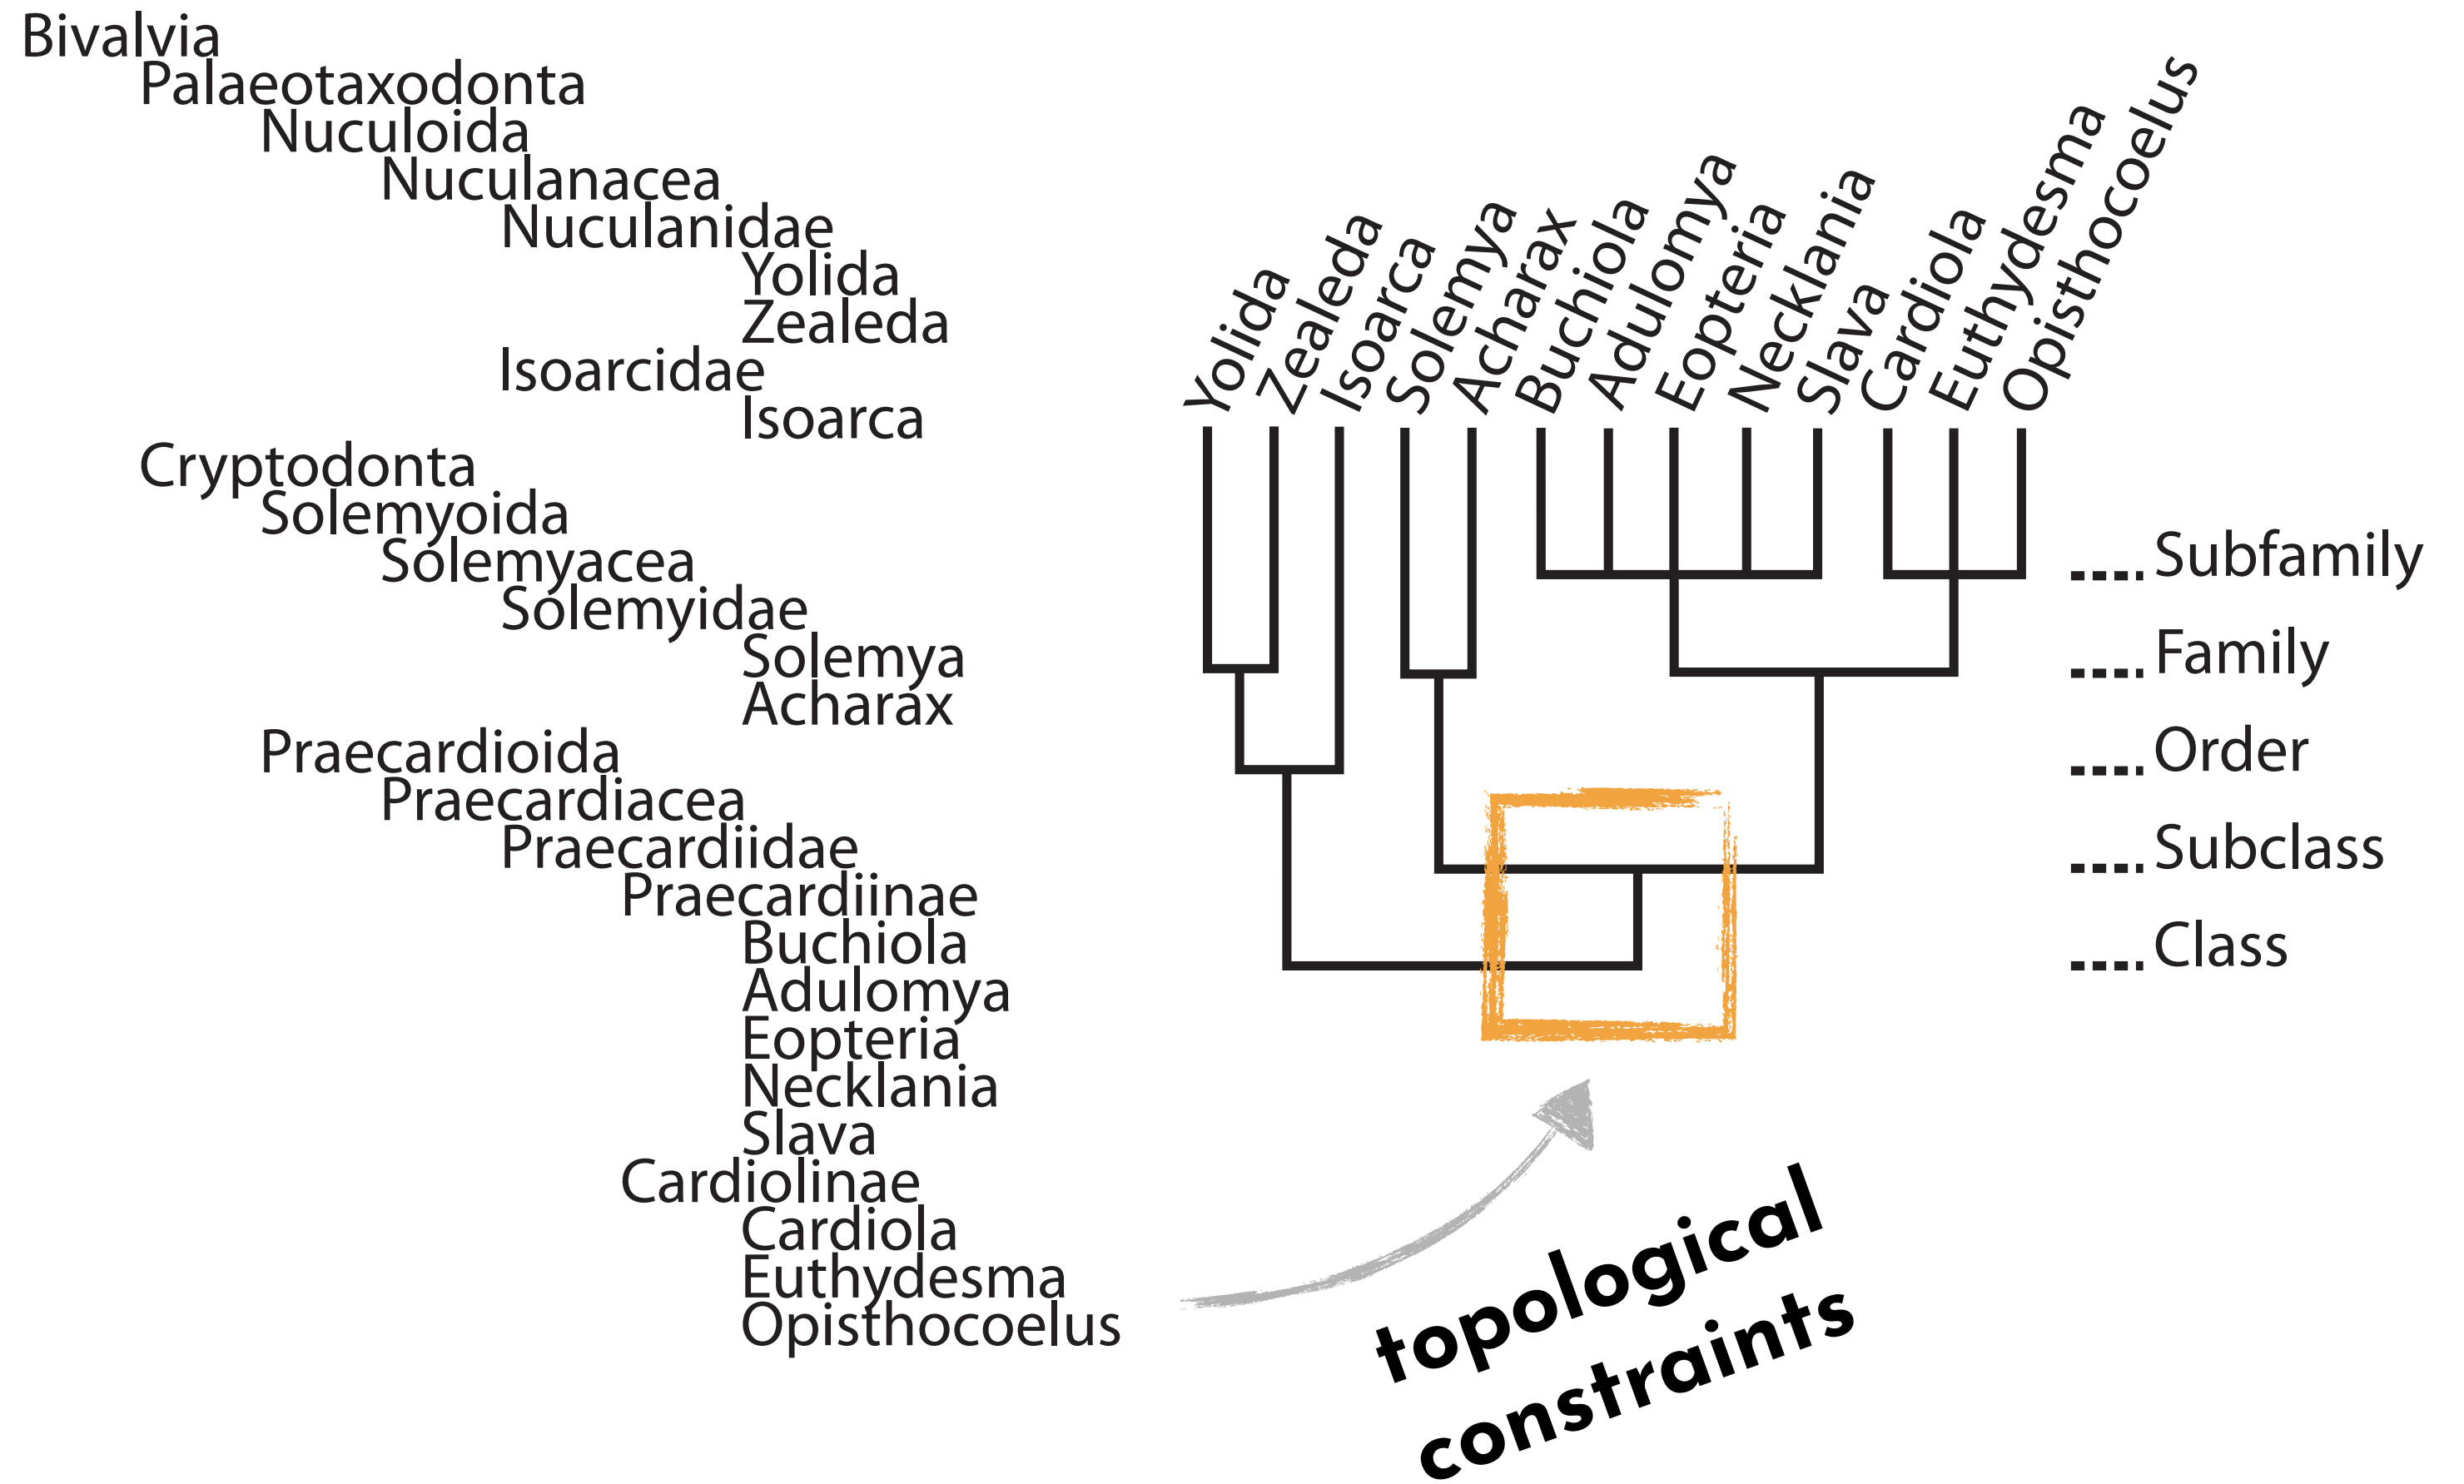 Bivalvia
Palaeotaxodonta
Nuculoida
Nuculanacea
Nuculanidae
Yolida
Zealeda
Isoarcidae
Isoarca
Cryptodonta
Solemyoida
Solemyacea
Solemyidae
Solemya
Acharax
Praecardioida
Praecardiacea
Praecardiidae
Praecardiinae
Buchiola
Adulomya
Eopteria
Necklania
Slava
Cardiolinae
Cardiola
Euthydesma
Opisthocoelus
Yolida
Zealeda
Isoarca
Solemya
Acharax
Buchiola
Adulomya
Eopteria
Necklania
Slava
Cardiola
Euthydesma
Opisthocoelus
Subfamily
Family
Order
Subclass
Class
topological
constraints